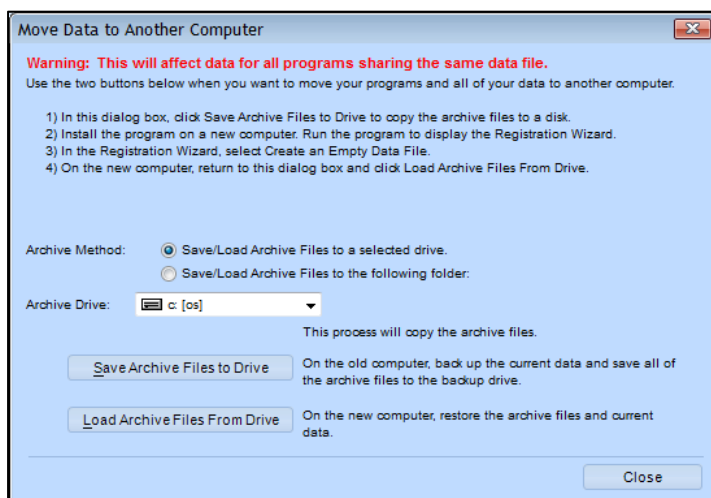 Move Data to Another Computer
Warning: This will affect data for all programs sharing the same data file.
Use the two buttons below when you want to move your programs and all of your data to another computer.
1) In this dialog box, click Save Archive Files to Drive to copy the archive files to a disk.
2) Install the program on a new computer. Run the program to display the Registration Wizard.
3) In the Registration Wizard, select Create an Empty Data File.
4) On the new computer, return to this dialog box and click Load Archive Files From Drive.
Archive Method:
Save/Load Archive Files to a selected drive.
Save/Load Archive Files to the following folder:
Archive Drive:
c: [os]
This process will copy the archive files.
Save Archive Files to Drive
On the old computer, back up the current data and save all of
the archive files to the backup drive.
Load Archive Files From Drive
On the new computer, restore the archive files and current
data.
Close